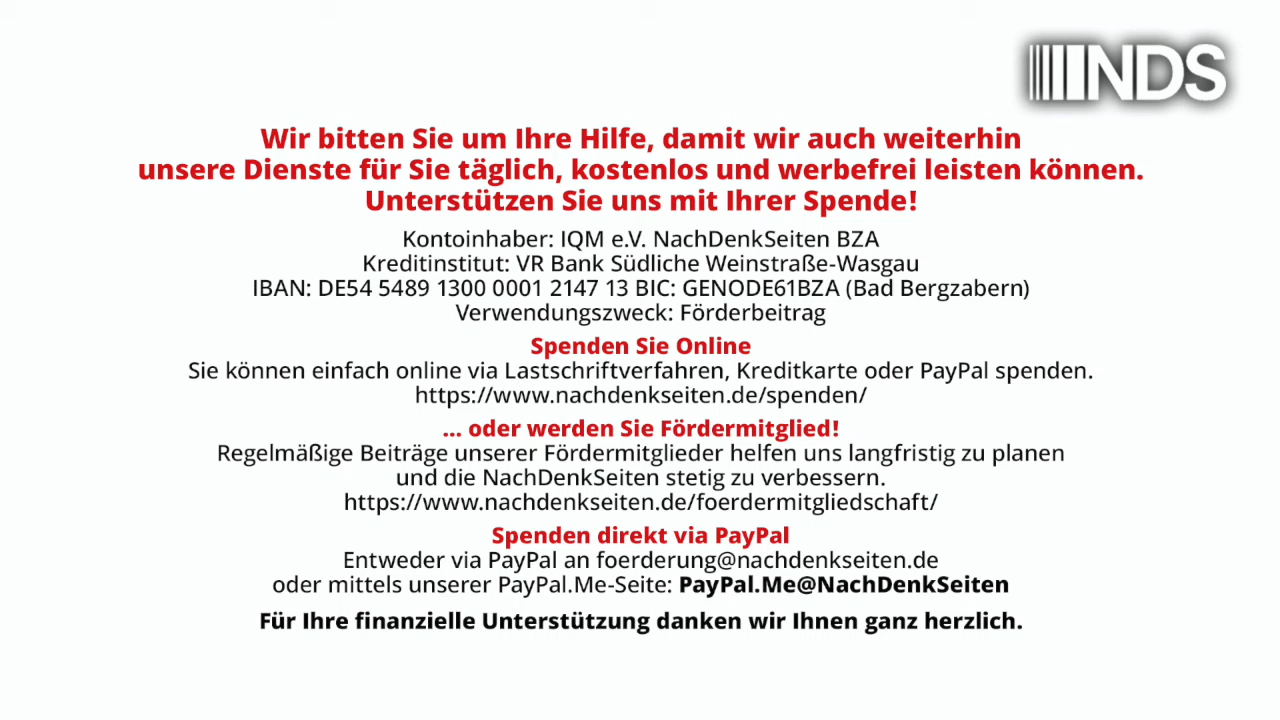 NDS
Wir bitten Sie um Ihre Hilfe, damit wir auch weiterhin
unsere Dienste für Sie täglich, kostenlos und werbefrei leisten können.
Unterstützen Sie uns mit Ihrer Spende!
Kontoinhaber: IQM e.V. NachDenkSeiten BZA
Kreditinstitut: VR Bank Südliche Weinstraße-Wasgau
IBAN: DE54 5489 1300 0001 2147 13 BIC: GENODE61BZA (Bad Bergzabern)
Verwendungszweck: Förderbeitrag
Spenden Sie Online
Sie können einfach online via Lastschriftverfahren, Kreditkarte oder PayPal spenden.
https://www.nachdenkseiten.de/spenden/
... oder werden Sie Fördermitglied!
Regelmäßige Beiträge unserer Fördermitglieder helfen uns langfristig zu planen
und die NachDenkSeiten stetig zu verbessern.
https://www.nachdenkseiten.de/foerdermitgliedschaft/
Spenden direkt via PayPal
Entweder via PayPal an foerderung@nachdenkseiten.de
oder mittels unserer PayPal.Me-Seite: PayPal.Me@NachDenkSeiten
Für Ihre finanzielle Unterstützung danken wir Ihnen ganz herzlich.